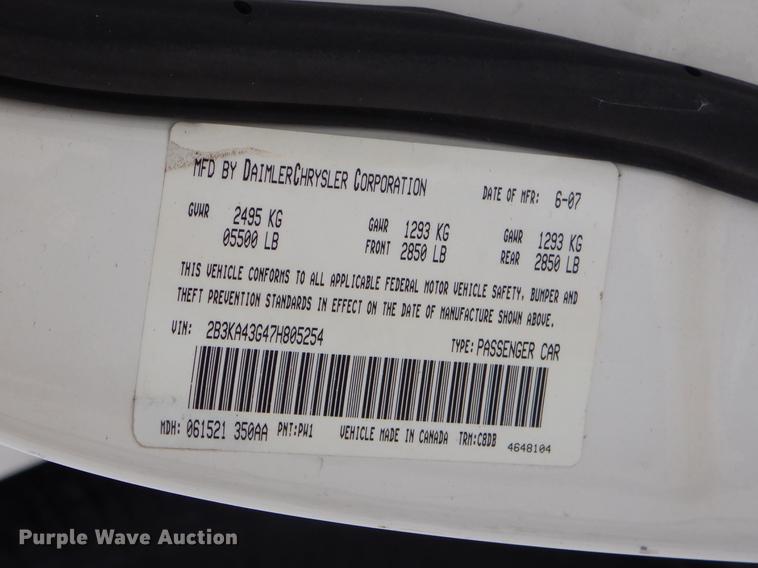 MFD BY DAIMLERCHRYSLER CORPORATION DATE OF MFR: 6-07
GVWR 2495 KG GAWR 1293 KG GAWR 1293 KG
05500 LB FRONT 2850 LB REAR 2850 LB
THIS VEHICLE CONFORMS TO ALL APPLICABLE FEDERAL MOTOR VEHICLE SAFETY, BUMPER AND
THEFT PREVENTION STANDARDS IN EFFECT ON THE DATE OF MANUFACTURE SHOWN ABOVE.
VIN: 2B3KA43G47H805254 TYPE: PASSENGER CAR
MDH: 061521 350AA PNT: PW1 VEHICLE MADE IN CANADA TRM: C8DB
4648104
Purple Wave Auction